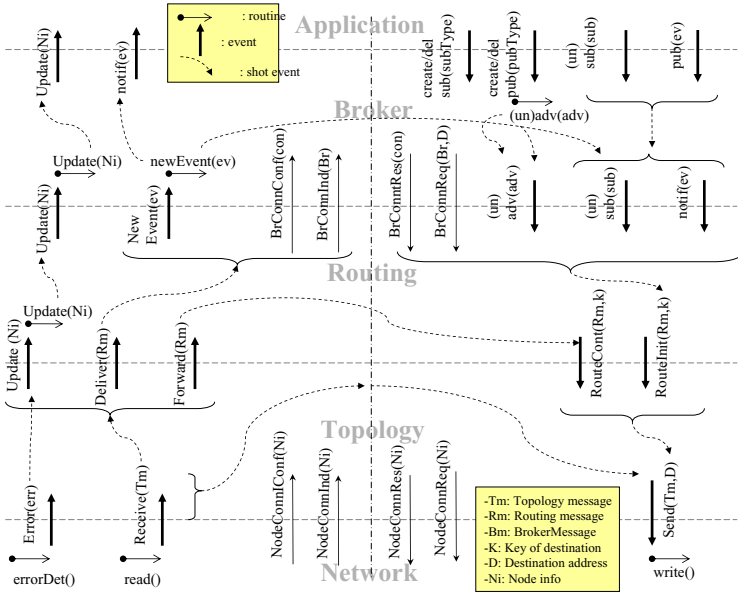 Application
: routine
: event
: shot event
Update(Ni)
notif(ev)
create/del
sub(subType)
create/del
pub(pubType)
(un)
sub(sub)
pub(ev)
(un)adv(adv)
Broker
Update(Ni)
newEvent(ev)
Update(Ni)
New
Event(ev)
BrConnConf(con)
BrConnInd(Br)
BrConntRes(con)
BrConntReq(Br,D)
(un)
adv(adv)
(un)
sub(sub)
notif(ev)
Routing
Update(Ni)
Update (Ni)
Deliver(Rm)
Forward(Rm)
RouteCont(Rm,k)
RouteInit(Rm,k)
Topology
Error(err)
Receive(Tm)
NodeConnIConf(Ni)
NodeConnInd(Ni)
NodeConnRes(Ni)
NodeConnReq(Ni)
Send(Tm,D)
-Tm: Topology message
-Rm: Routing message
-Bm: BrokerMessage
-K: Key of destination
-D: Destination address
-Ni: Node info
errorDet()
read()
Network
write()